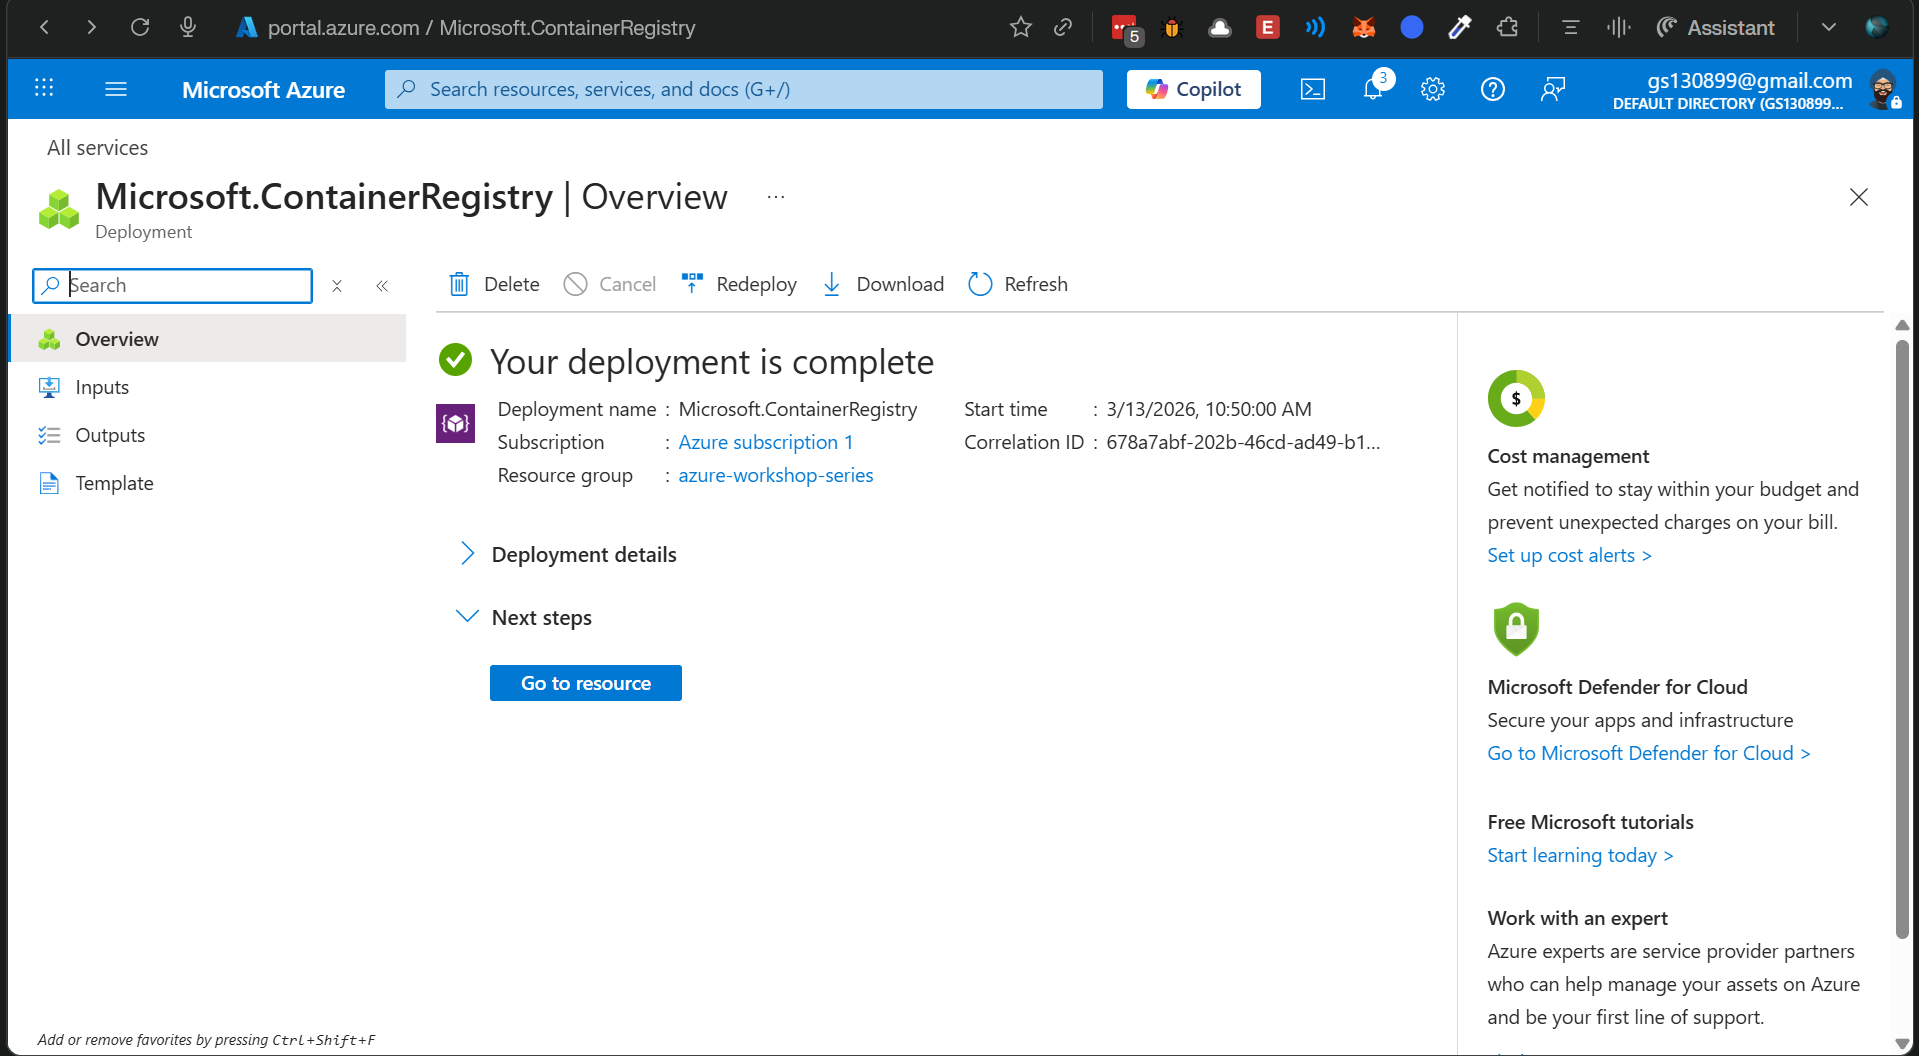 portal.azure.com / Microsoft.ContainerRegistry
5
E
Assistant
Microsoft Azure
Search resources, services, and docs (G+/)
Copilot
3
gs130899@gmail.com
DEFAULT DIRECTORY (GS130899...
All services
Microsoft.ContainerRegistry | Overview
...
Deployment
Search
Delete
Cancel
Redeploy
Download
Refresh
Overview
Inputs
Outputs
Template
Your deployment is complete
Deployment name : Microsoft.ContainerRegistry
Subscription : Azure subscription 1
Resource group : azure-workshop-series
Start time : 3/13/2026, 10:50:00 AM
Correlation ID : 678a7abf-202b-46cd-ad49-b1...
Deployment details
Next steps
Go to resource
$
Cost management
Get notified to stay within your budget and
prevent unexpected charges on your bill.
Set up cost alerts >
Microsoft Defender for Cloud
Secure your apps and infrastructure
Go to Microsoft Defender for Cloud >
Free Microsoft tutorials
Start learning today >
Work with an expert
Azure experts are service provider partners
who can help manage your assets on Azure
and be your first line of support.
Add or remove favorites by pressing Ctrl+Shift+F